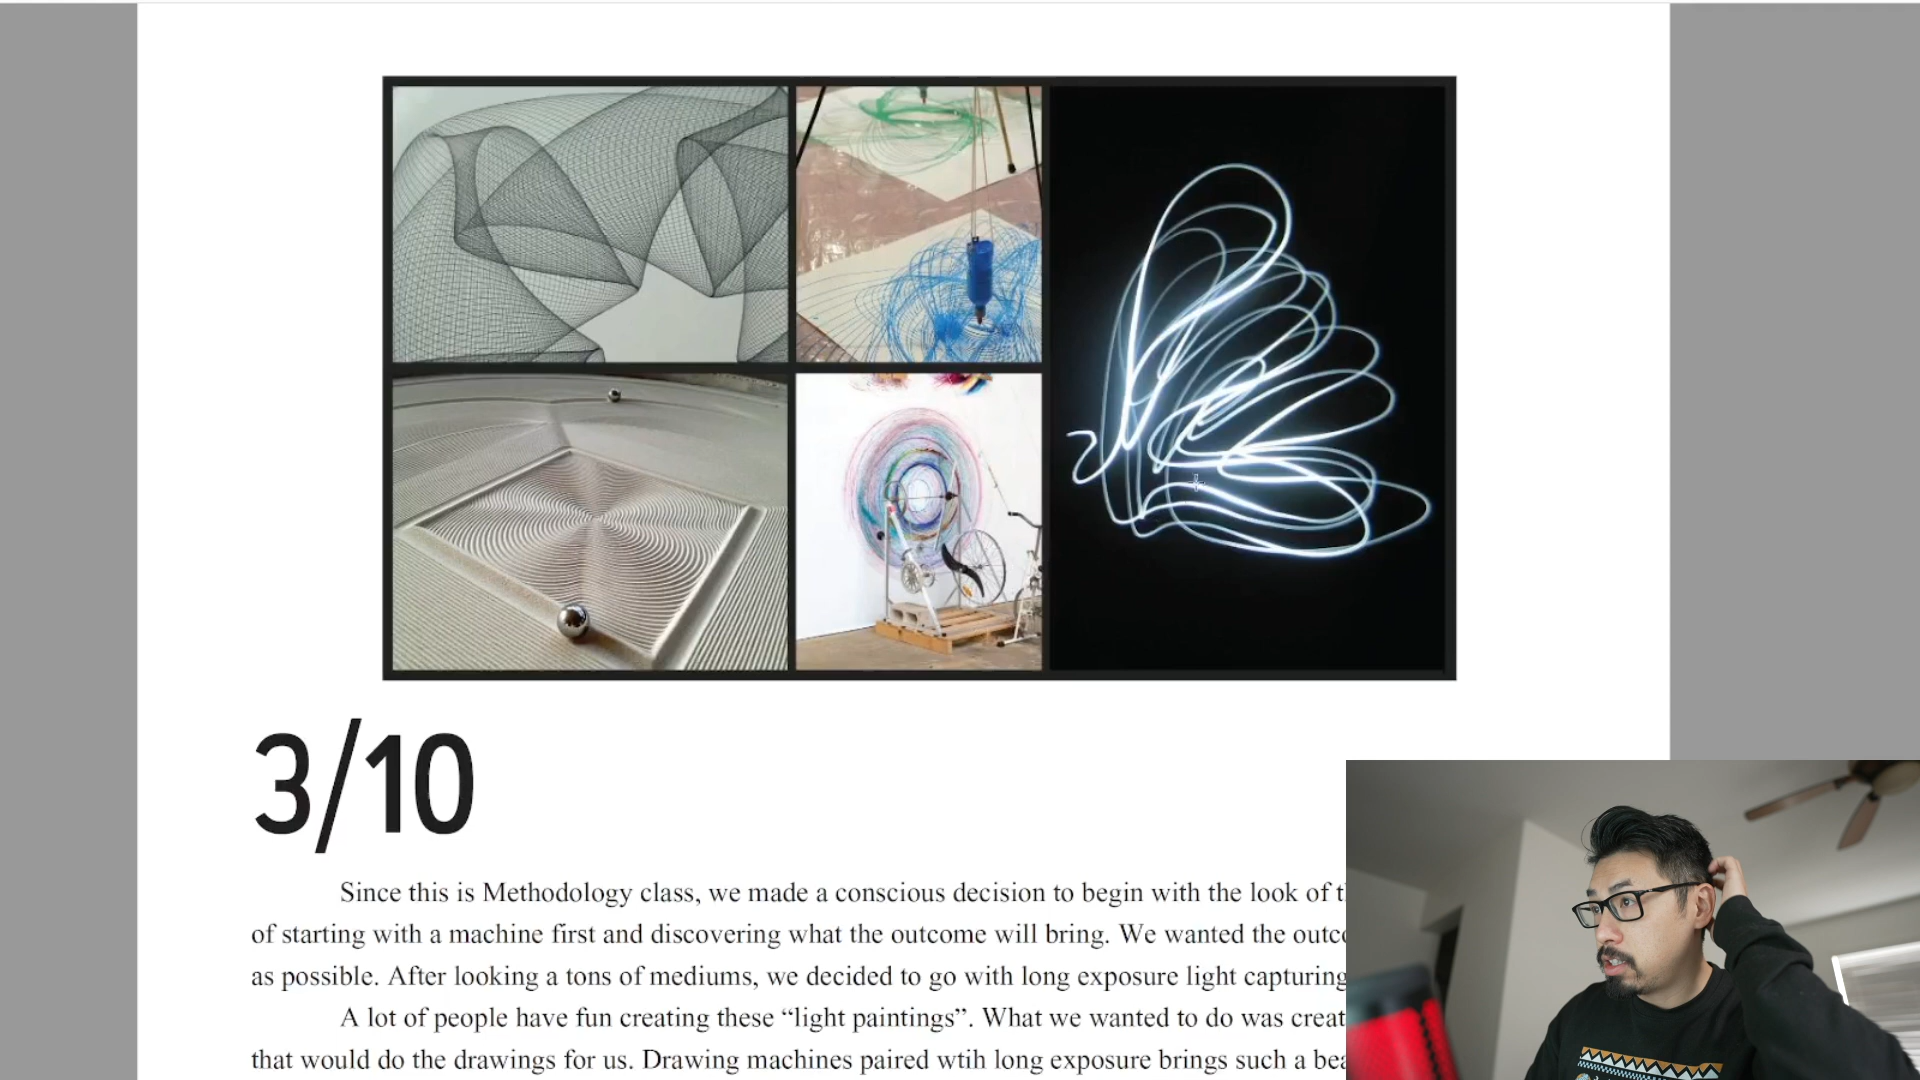 3/10
Since this is Methodology class, we made a conscious decision to begin with the look of
of starting with a machine first and discovering what the outcome will bring. We wanted the
as possible. After looking a tons of mediums, we decided to go with long exposure light capturing
A lot of people have fun creating these “light paintings”. What we wanted to do was
that would do the drawings for us. Drawing machines paired wtih long exposure brings such a